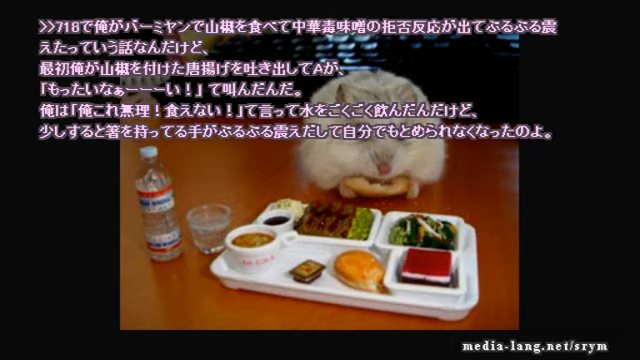 >>718で俺がバーミヤンで山椒を食べて中華毒味噌の拒否反応が出てぶるぶる震
えたっていう話なんだけど、
最初俺が山椒を付けた唐揚げを吐き出してAが、
「もったいなぁーーーい！」て叫んだんだ。
俺は「俺これ無理！食えない！」て言って水をごくごく飲んだんだけど、
少しすると箸を持ってる手がぶるぶる震えだして自分でもとめられなくなったのよ。
media-lang.net/srym